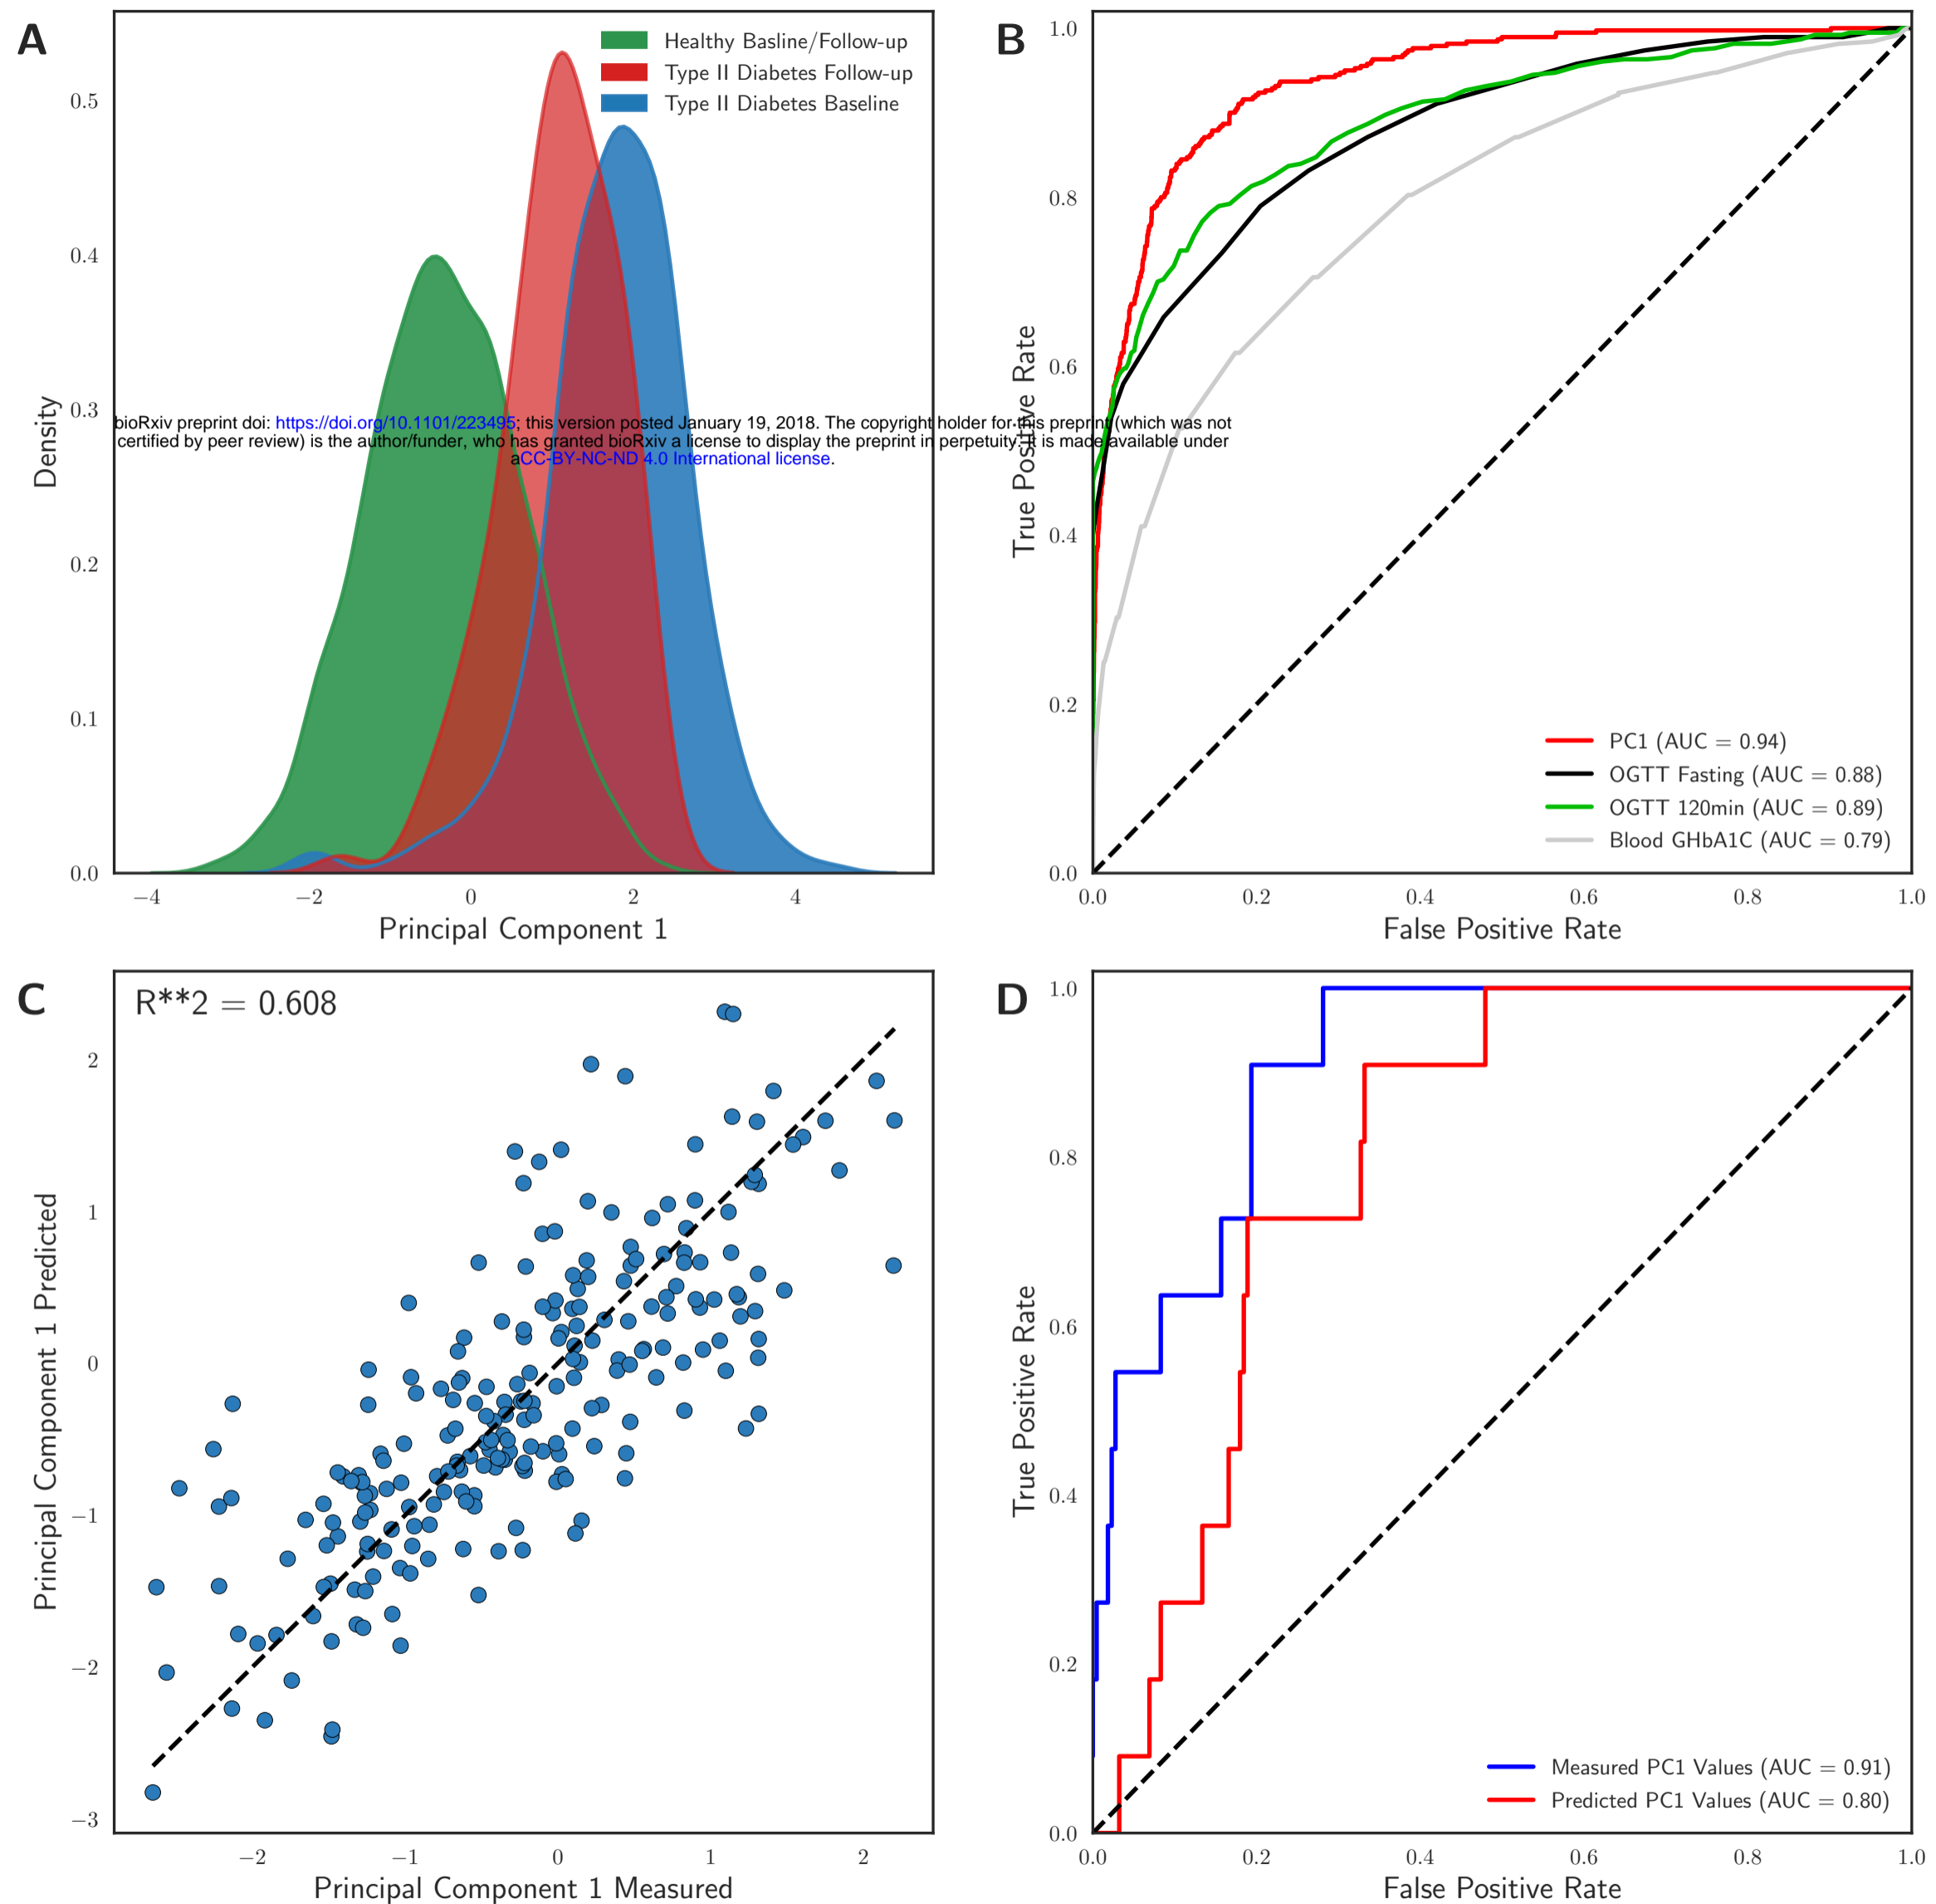 A
Healthy Basline/Follow-up
Type II Diabetes Follow-up
Type II Diabetes Baseline
0.5
0.4
0.3
0.2
0.1
0.0
Density
−4
−2
0
2
4
Principal Component 1
bioRxiv preprint doi: https://doi.org/10.1101/223495; this version posted January 19, 2018. The copyright holder for this preprint (which was not
certified by peer review) is the author/funder, who has granted bioRxiv a license to display the preprint in perpetuity. It is made available under
aCC-BY-NC-ND 4.0 International license.
B
1.0
0.8
0.6
0.4
0.2
0.0
True Positive Rate
PC1 (AUC = 0.94)
OGTT Fasting (AUC = 0.88)
OGTT 120min (AUC = 0.89)
Blood GHbA1C (AUC = 0.79)
0.0
0.2
0.4
0.6
0.8
1.0
False Positive Rate
C
R**2 = 0.608
2
1
0
−1
−2
−3
Principal Component 1 Predicted
−2
−1
0
1
2
Principal Component 1 Measured
D
1.0
0.8
0.6
0.4
0.2
0.0
True Positive Rate
Measured PC1 Values (AUC = 0.91)
Predicted PC1 Values (AUC = 0.80)
0.0
0.2
0.4
0.6
0.8
1.0
False Positive Rate